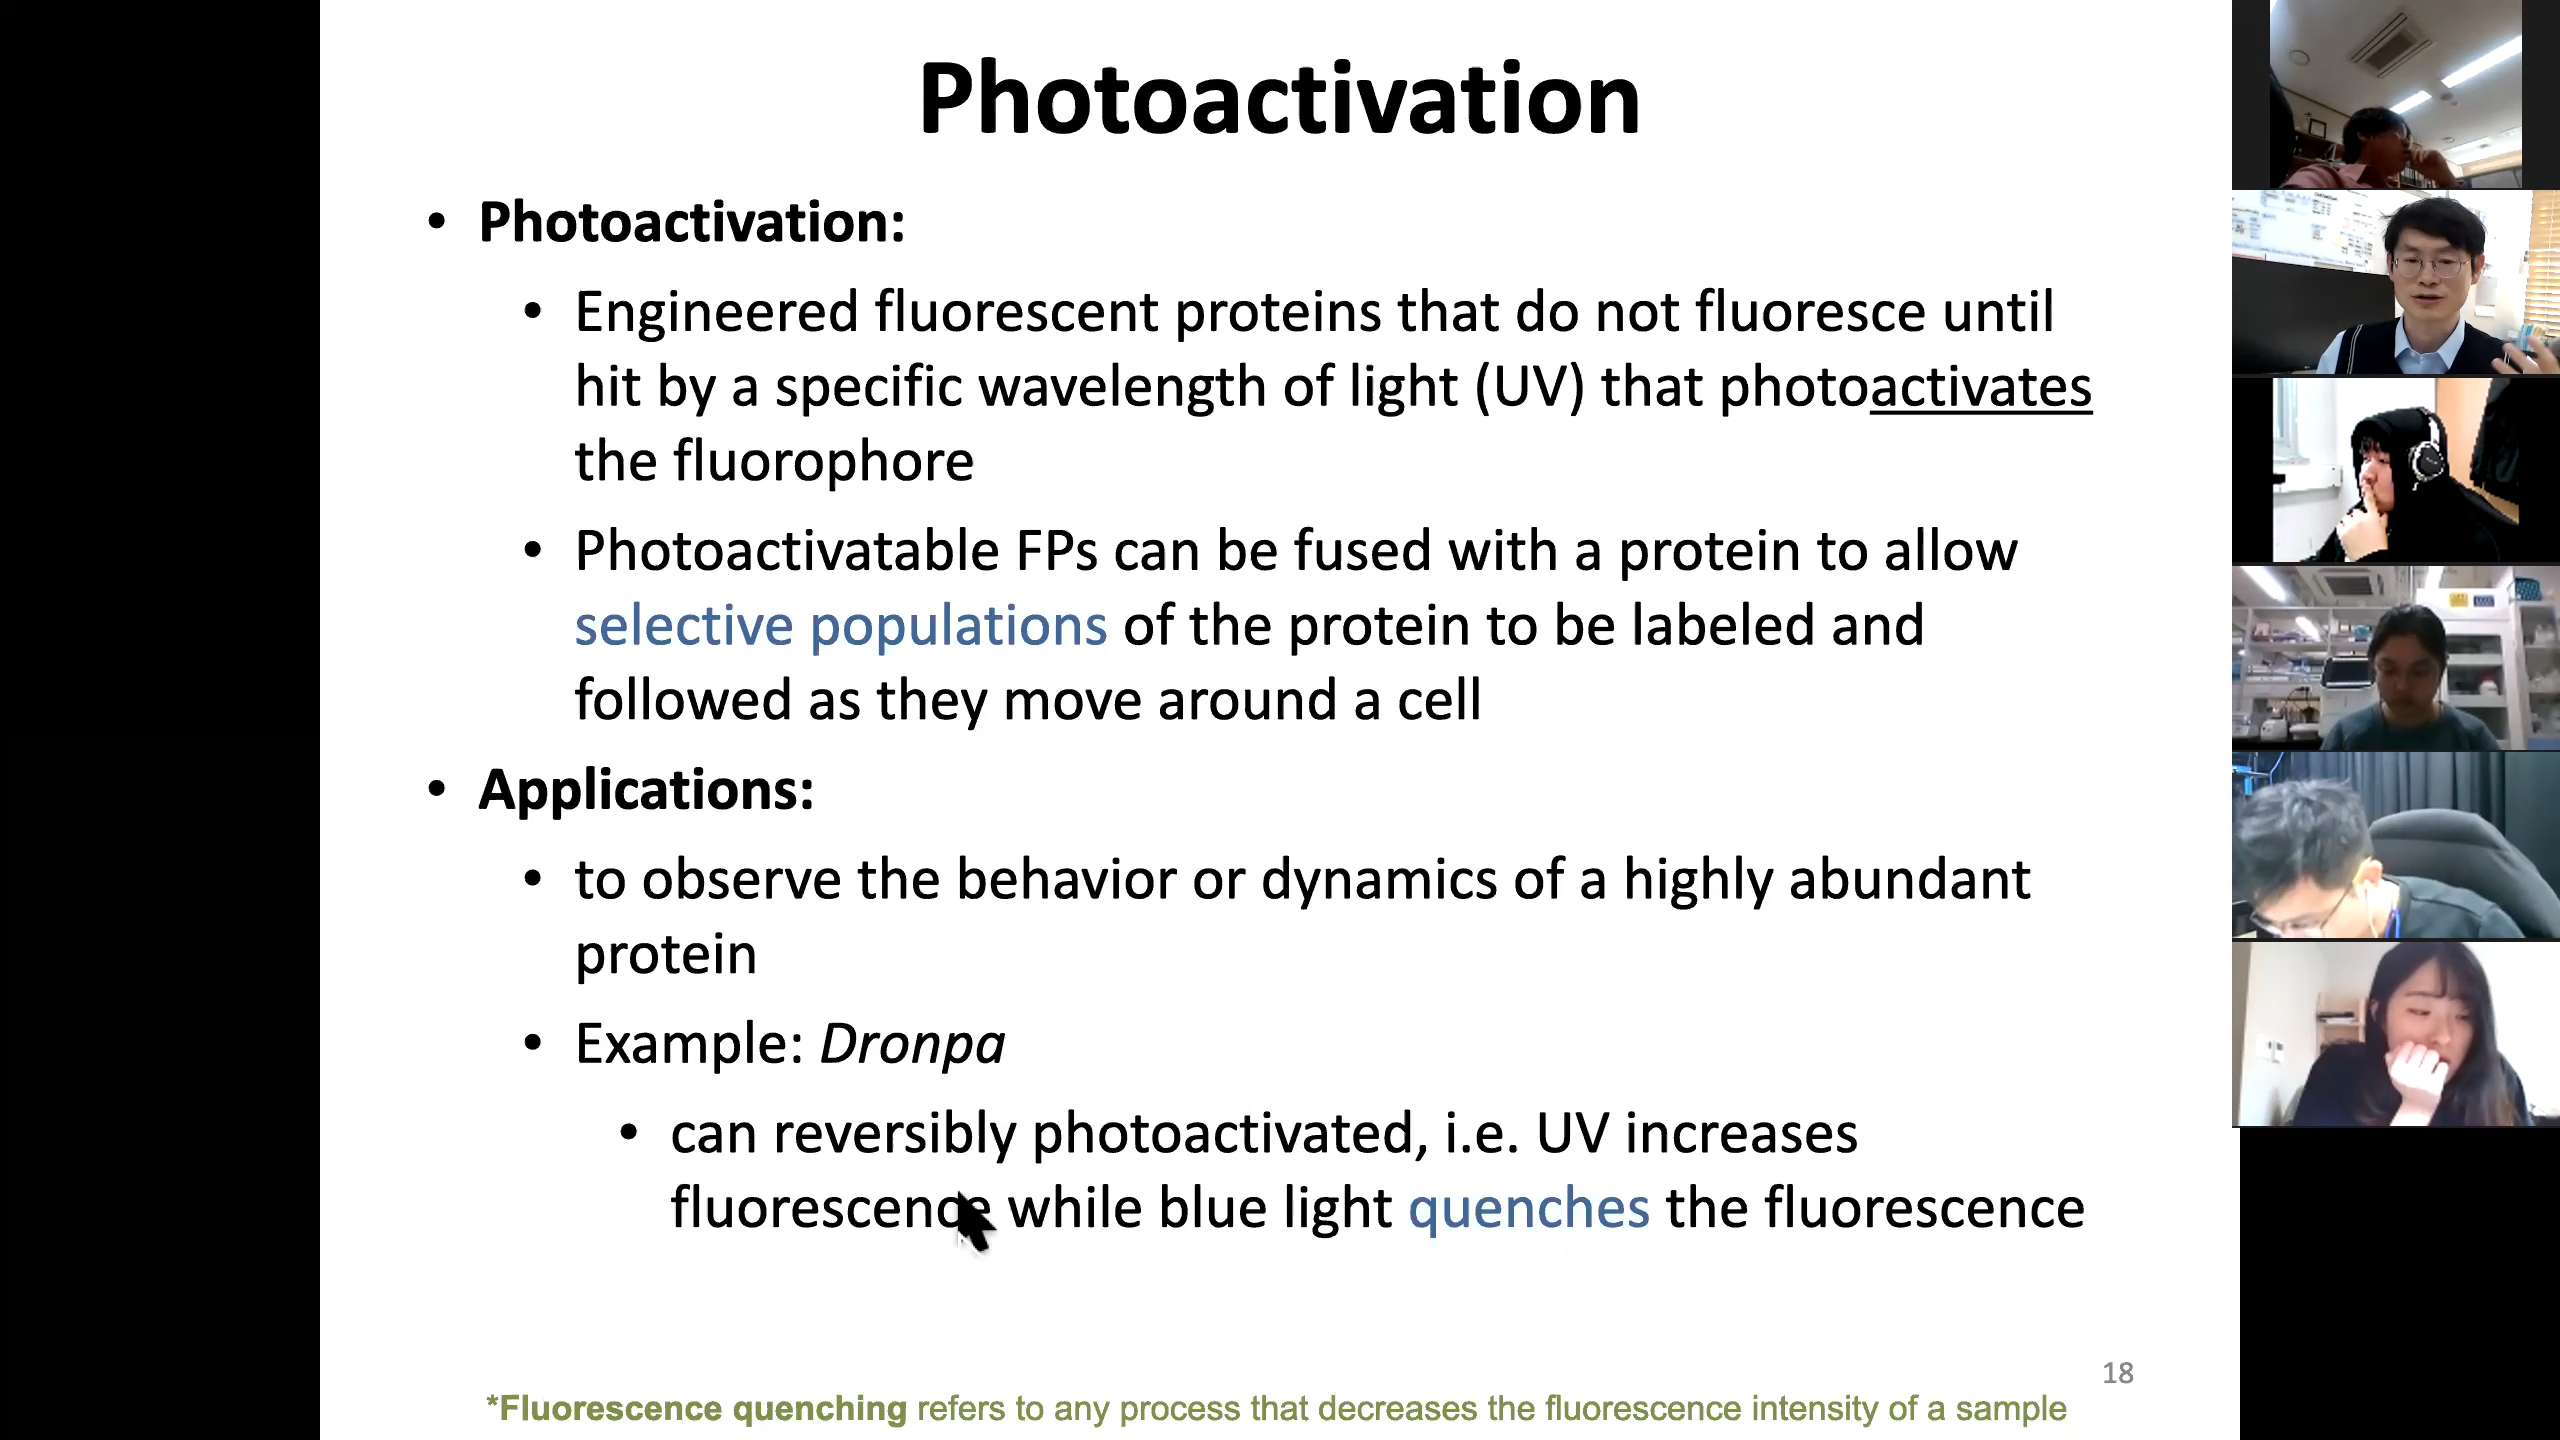 Photoactivation
• Photoactivation:
• Engineered fluorescent proteins that do not fluoresce until
hit by a specific wavelength of light (UV) that photoactivates
the fluorophore
• Photoactivatable FPs can be fused with a protein to allow
selective populations of the protein to be labeled and
followed as they move around a cell
• Applications:
• to observe the behavior or dynamics of a highly abundant
protein
• Example: Dronpa
• can reversibly photoactivated, i.e. UV increases
fluorescence while blue light quenches the fluorescence
18
*Fluorescence quenching refers to any process that decreases the fluorescence intensity of a sample